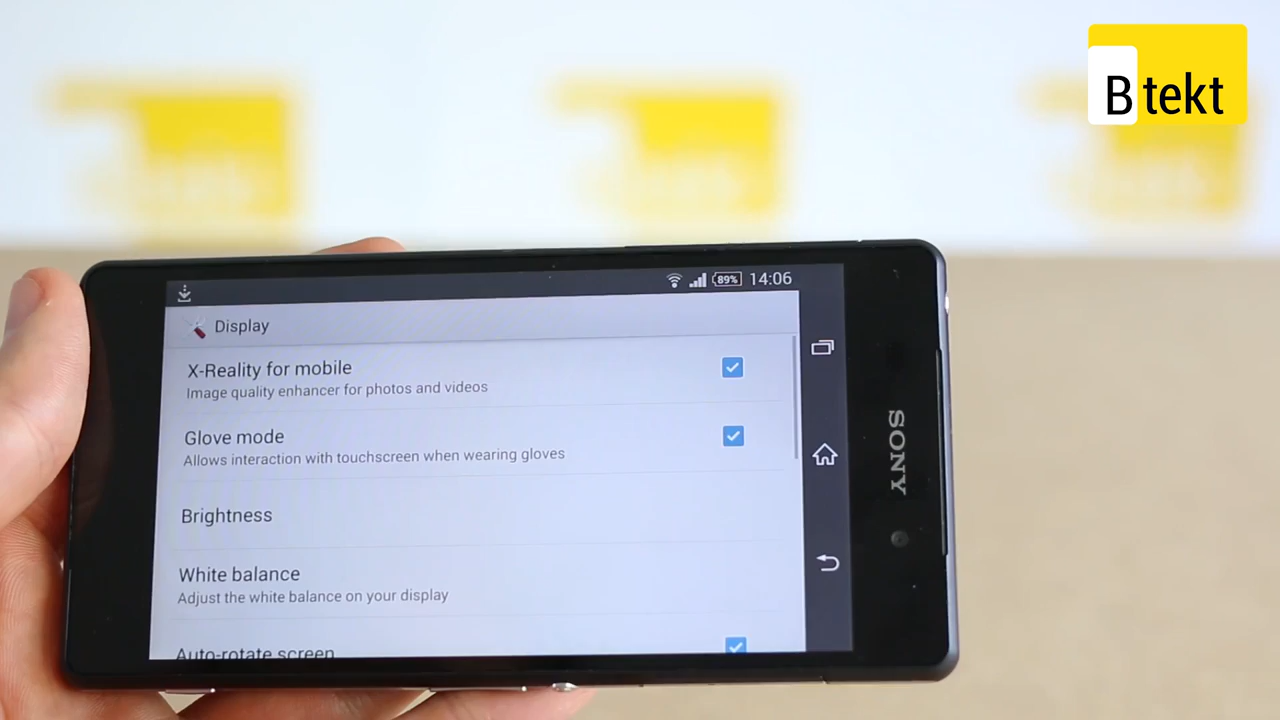 B tekt
89% 14:06
Display
X-Reality for mobile
Image quality enhancer for photos and videos
Glove mode
Allows interaction with touchscreen when wearing gloves
Brightness
White balance
Adjust the white balance on your display
Auto-rotate screen
SONY